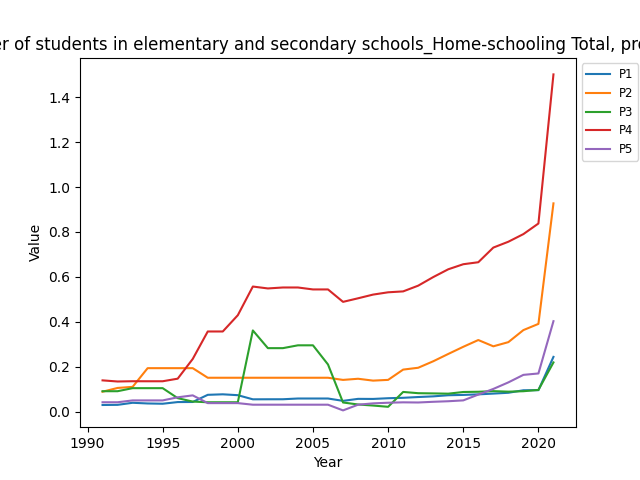 er of students in elementary and secondary schools_Home-schooling Total, pre
P1
P2
P3
P4
P5
1.4
1.2
1.0
0.8
0.6
0.4
0.2
0.0
Value
1990 1995 2000 2005 2010 2015 2020
Year